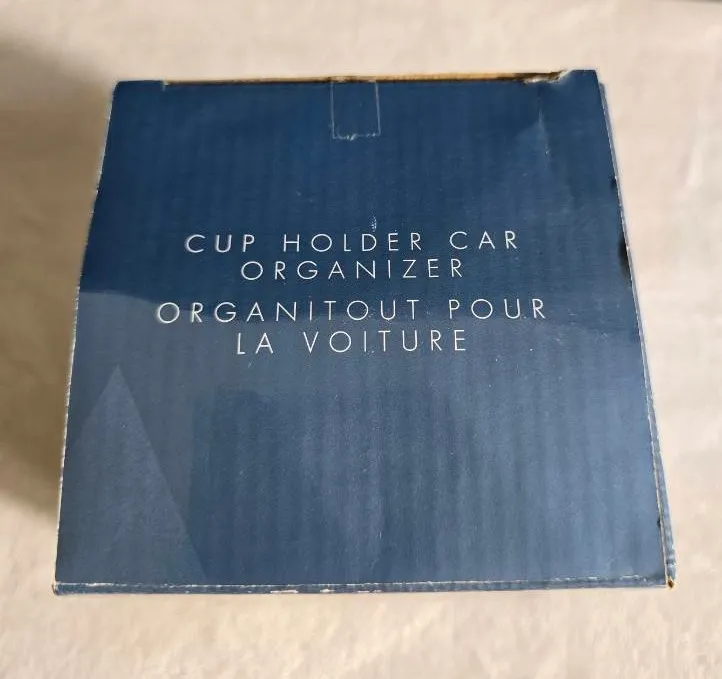 CUP HOLDER CAR
ORGANIZER
ORGANITOUT POUR
LA VOITURE